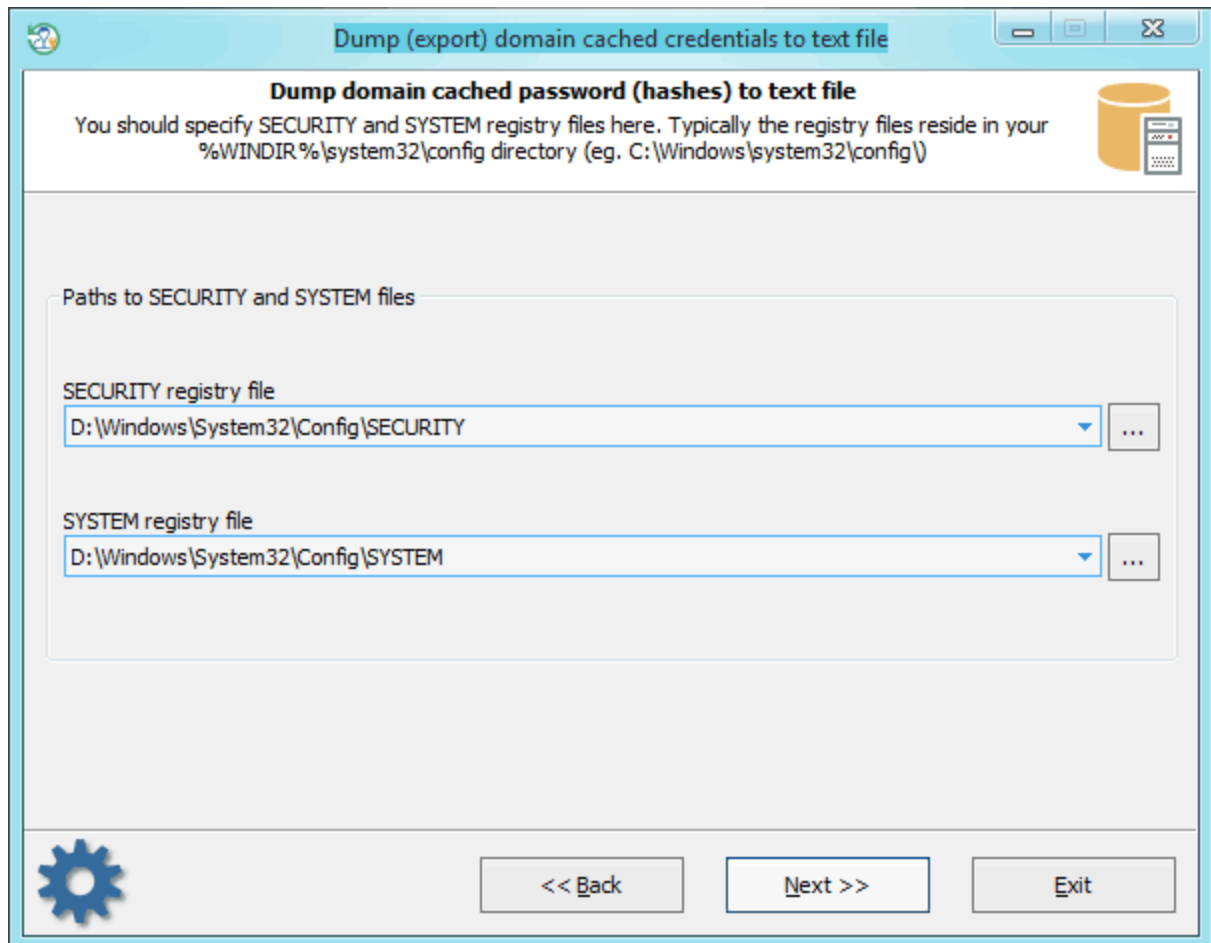 Dump (export) domain cached credentials to text file
Dump domain cached password (hashes) to text file
You should specify SECURITY and SYSTEM registry files here. Typically the registry files reside in your
%WINDIR%\system32\config directory (eg. C:\Windows\system32\config\)
Paths to SECURITY and SYSTEM files
SECURITY registry file
D:\Windows\System32\Config\SECURITY
...
SYSTEM registry file
D:\Windows\System32\Config\SYSTEM
...
<< Back
Next >>
Exit